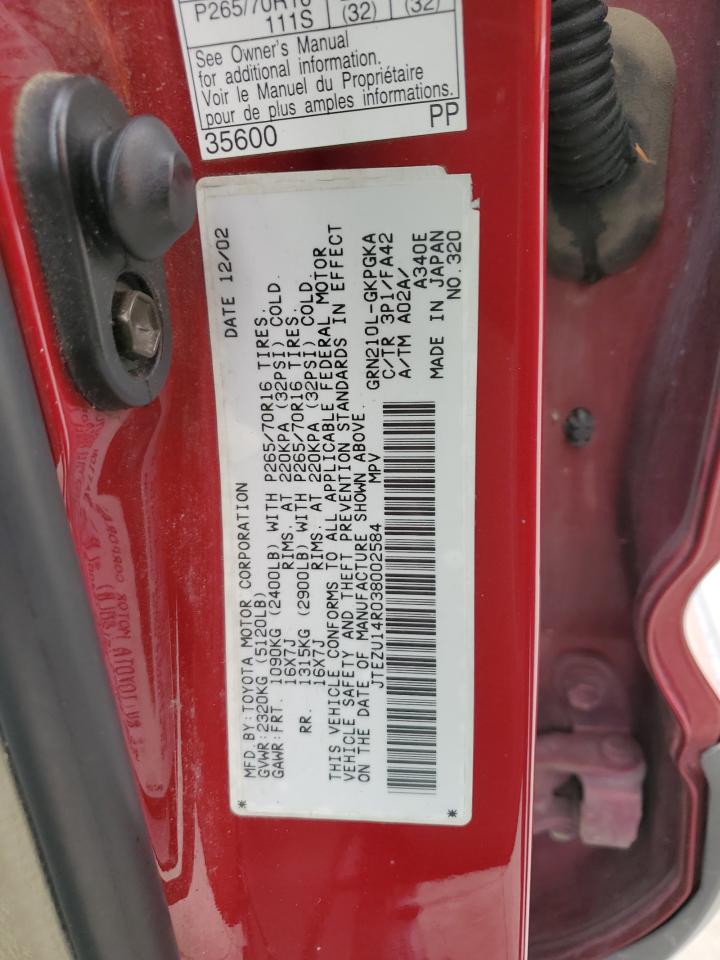 P265/70R16
111S (32) (32)
See Owner's Manual
for additional information.
Voir le Manuel du Propriétaire
pour de plus amples informations.
35600 PP
DATE 12/02
MFD.BY:TOYOTA MOTOR CORPORATION
GVWR:2320KG (5120LB)
GAWR:FRT. 1090KG (2400LB) WITH P265/70R16 TIRES.
16X7J RIMS. AT 220KPA (32PSI) COLD.
RR. 1315KG (2900LB) WITH P265/70R16 TIRES.
16X7J RIMS. AT 220KPA (32PSI) COLD.
THIS VEHICLE CONFORMS TO ALL APPLICABLE FEDERAL MOTOR
VEHICLE SAFETY AND THEFT PREVENTION STANDARDS IN EFFECT
ON THE DATE OF MANUFACTURE SHOWN ABOVE.
JTEZU14R038002584 GRN210L-GKPGKA
MPV C/TR 3P1/FA42
A/TM A02A/
A340E
MADE IN JAPAN
NO.320